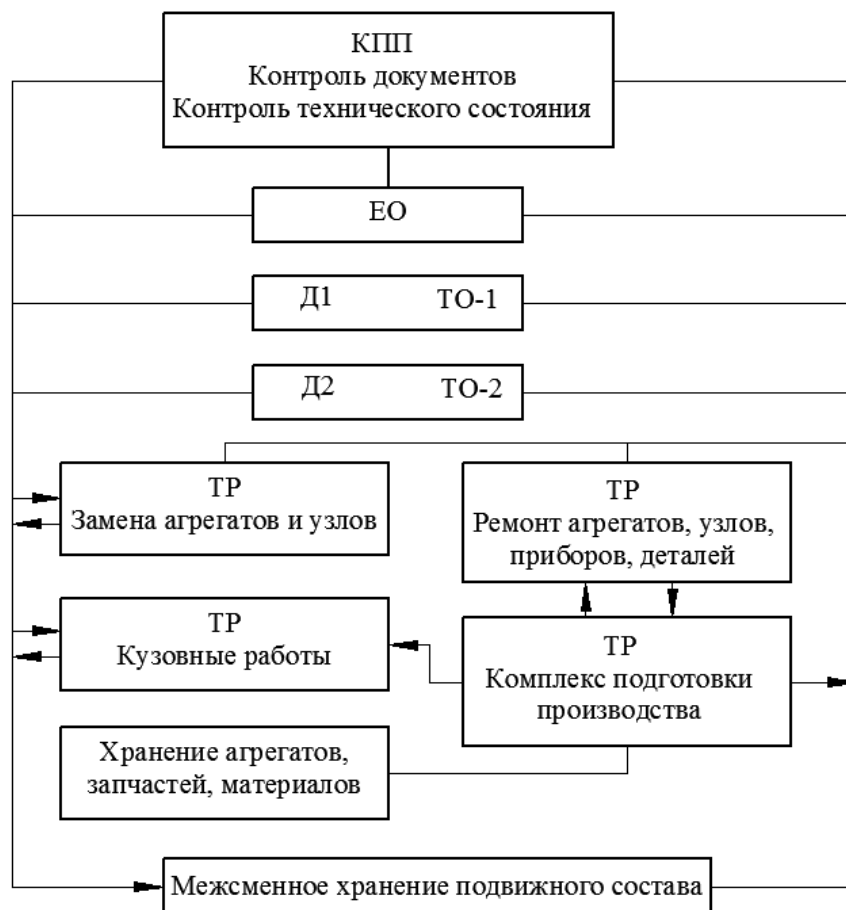 КПП
Контроль документов
Контроль технического состояния
ЕО
Д1 ТО-1
Д2 ТО-2
ТР
Замена агрегатов и узлов
ТР
Ремонт агрегатов, узлов,
приборов, деталей
ТР
Кузовные работы
ТР
Комплекс подготовки
производства
Хранение агрегатов,
запчастей, материалов
Межсменное хранение подвижного состава